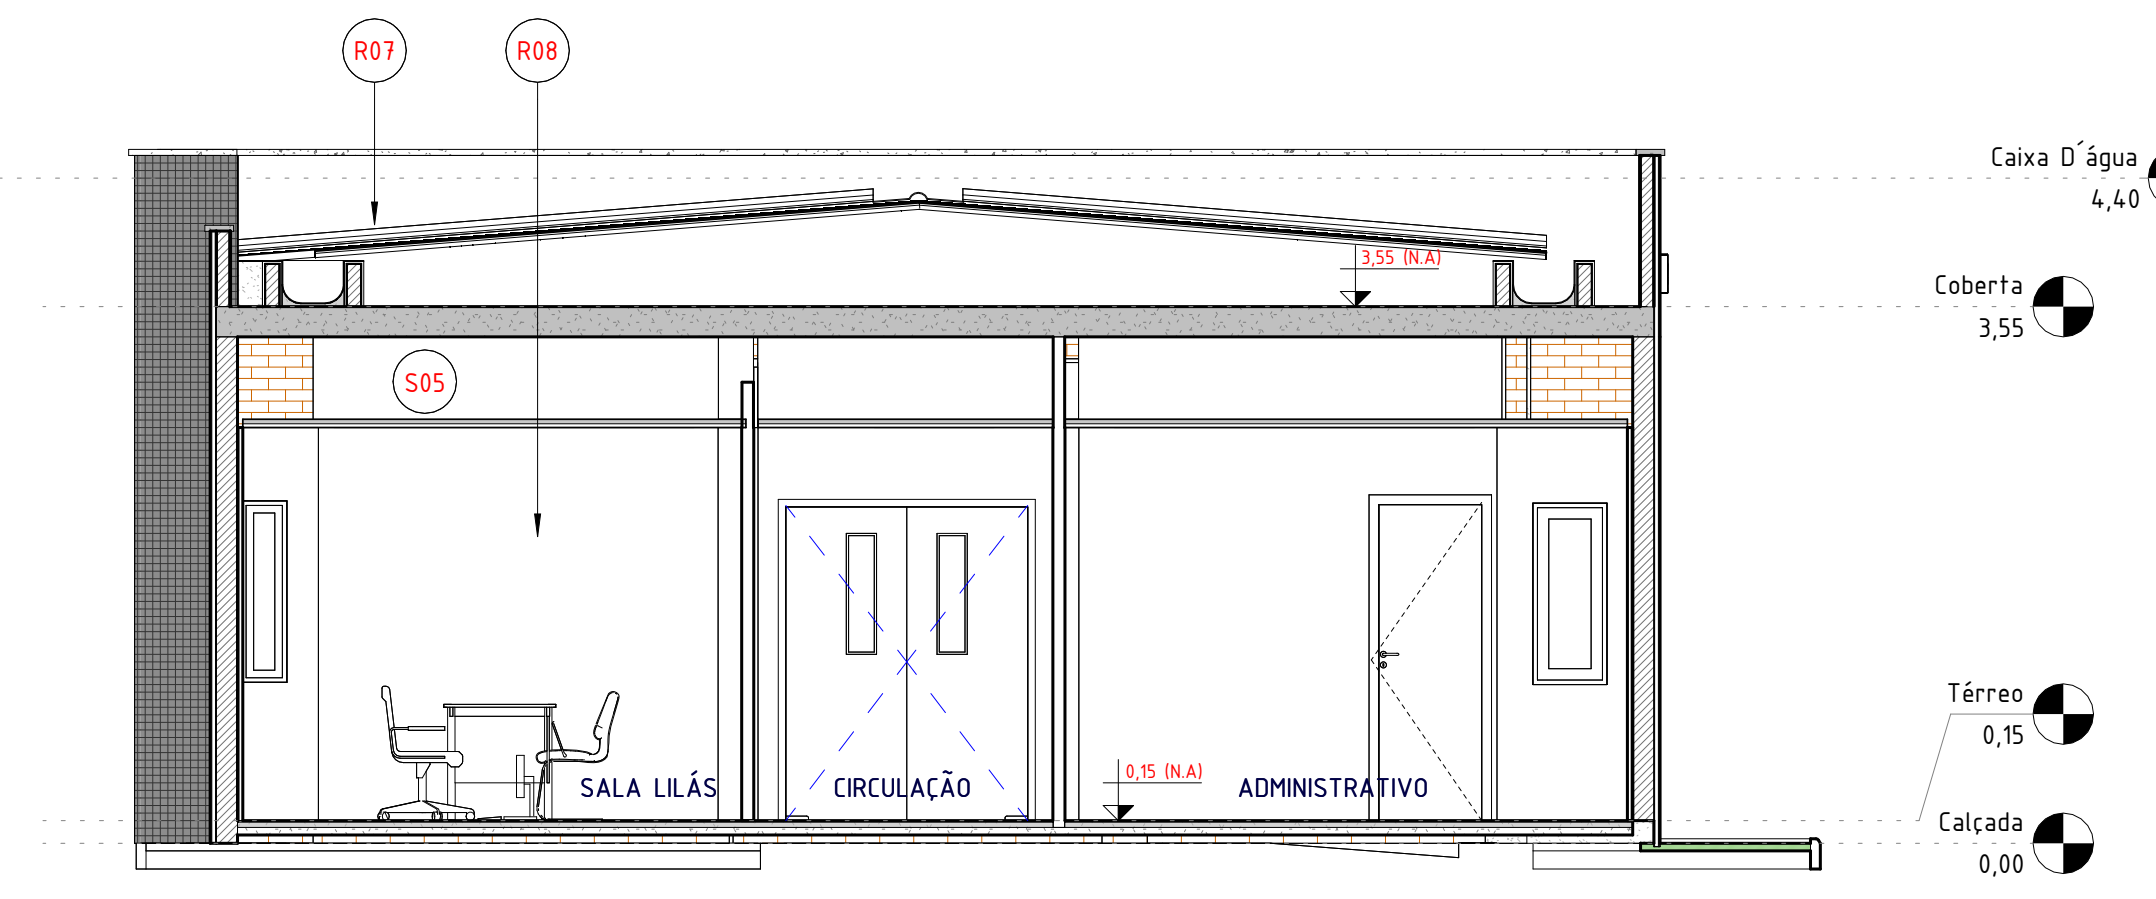 R07
R08
Caixa D´água
4,40
3,55 (N.A)
Coberta
3,55
S05
Térreo
0,15
0,15 (N.A)
SALA LILÁS
CIRCULAÇÃO
ADMINISTRATIVO
Calçada
0,00